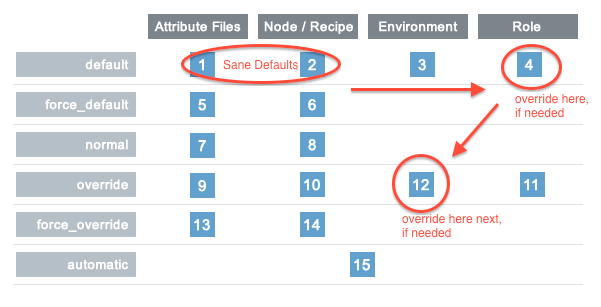 Attribute Files Node / Recipe Environment Role
default 1 Sane Defaults 2 3 4
override here,
if needed
force_default 5 6
normal 7 8
override 9 10 12 11
override here next,
if needed
force_override 13 14
automatic 15